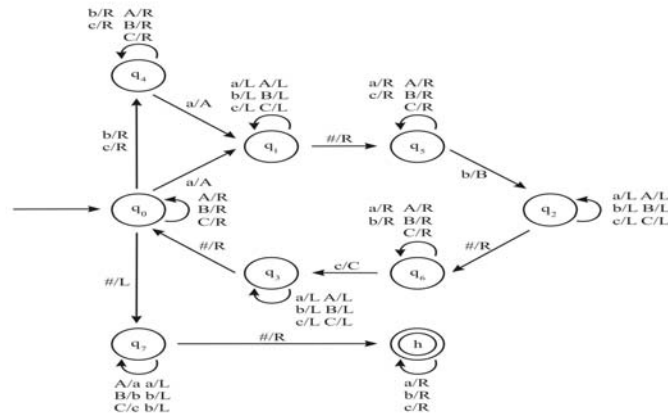 b/R A/R
c/R B/R
C/R
q4
a/A
b/R
c/R
a/A
a/L A/L
b/L B/L
c/L C/L
q1
#/R
a/R A/R
c/R B/R
C/R
q5
b/B
q0
A/R
B/R
C/R
q2
a/L A/L
b/L B/L
c/L C/L
#/R
a/R A/R
b/R B/R
C/R
q6
c/C
q3
#/R
a/L A/L
b/L B/L
c/L C/L
#/L
q7
#/R
h
A/a a/L
B/b b/L
C/c b/L
a/R
b/R
c/R